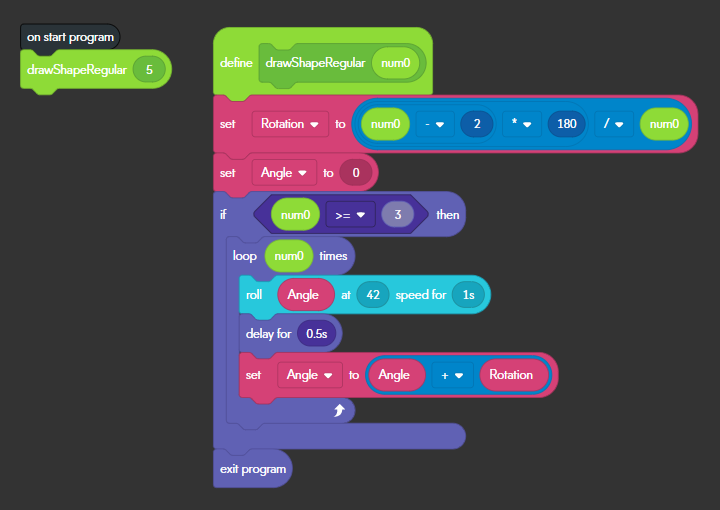 on start program
drawShapeRegular 5
define drawShapeRegular num0
set Rotation to num0 - 2 * 180 / num0
set Angle to 0
if num0 >= 3 then
loop num0 times
roll Angle at 42 speed for 1s
delay for 0.5s
set Angle to Angle + Rotation
exit program